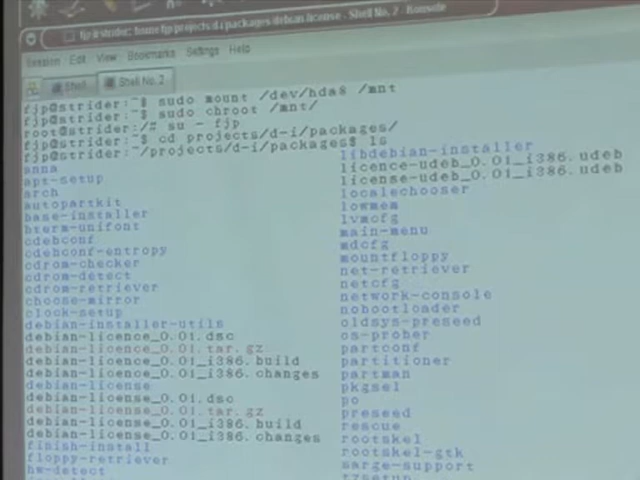 fjp@strider: home fjp projects d-i packages debian-license - Shell No. 2 - Konsole
Session Edit View Bookmarks Settings Help
Shell Shell No. 2
fjp@strider:~$ sudo mount /dev/hda8 /mnt
fjp@strider:~$ sudo chroot /mnt/
root@strider:/# su - fjp
fjp@strider:~$ cd projects/d-i/packages/
fjp@strider:~/projects/d-i/packages$ ls
anna
apt-setup
arch
autopartkit
base-installer
bterm-unifont
cdebconf
cdebconf-entropy
cdrom-checker
cdrom-detect
cdrom-retriever
choose-mirror
clock-setup
debian-installer-utils
debian-licence_0.01.dsc
debian-licence_0.01.tar.gz
debian-licence_0.01_i386.build
debian-licence_0.01_i386.changes
debian-license
debian-license_0.01.dsc
debian-license_0.01.tar.gz
debian-license_0.01_i386.build
debian-license_0.01_i386.changes
finish-install
floppy-retriever
hw-detect
libdebian-installer
licence-udeb_0.01_i386.udeb
license-udeb_0.01_i386.udeb
localechooser
lowmem
lvmcfg
main-menu
mdcfg
mountfloppy
net-retriever
netcfg
network-console
nobootloader
oldsys-preseed
os-prober
partconf
partitioner
partman
pkgsel
po
preseed
rescue
rootskel
rootskel-gtk
sarge-support
tzsetup